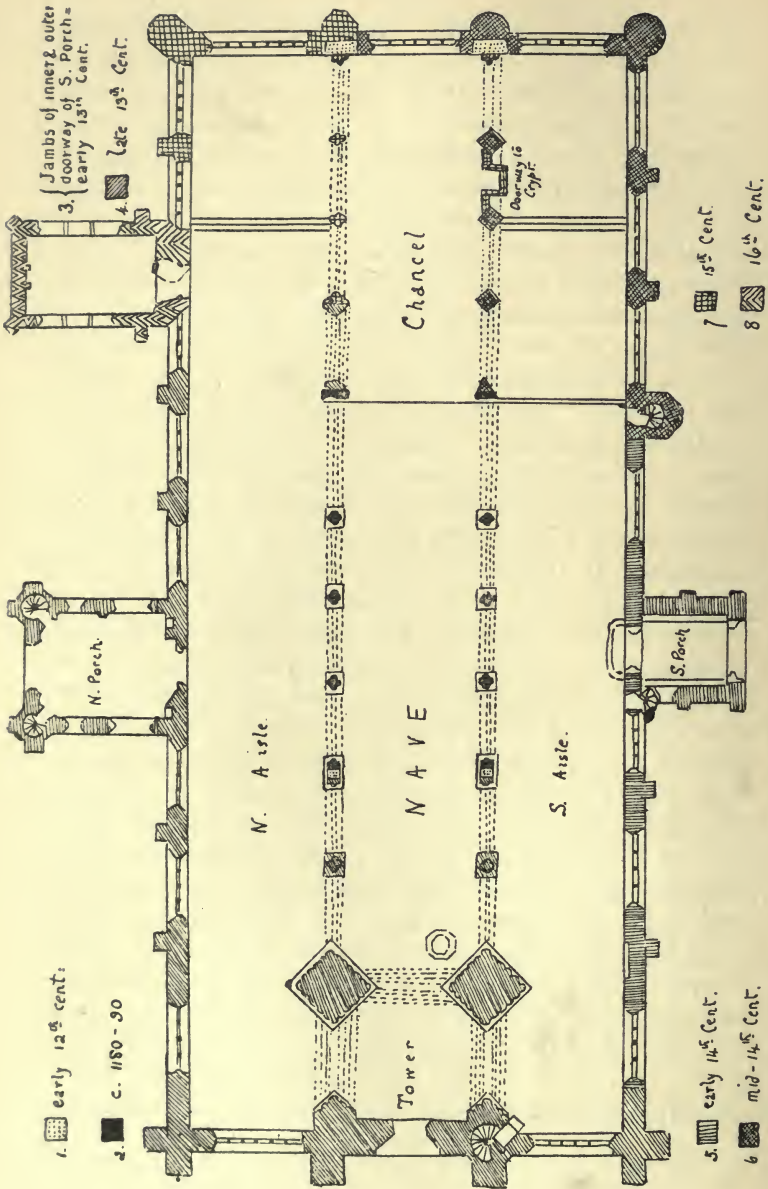 1. early 12th cent:
2. c. 1180-90
3. Jambs of inner & outer
doorway of S. Porch =
early 13th Cent.
4. late 13th Cent.
N. Porch.
N. Aisle.
Tower
NAVE
Chancel
Doorway to
Crypt.
S. Aisle.
S. Porch
5. early 14th Cent.
6 mid-14th Cent.
7 15th Cent.
8 16th Cent.